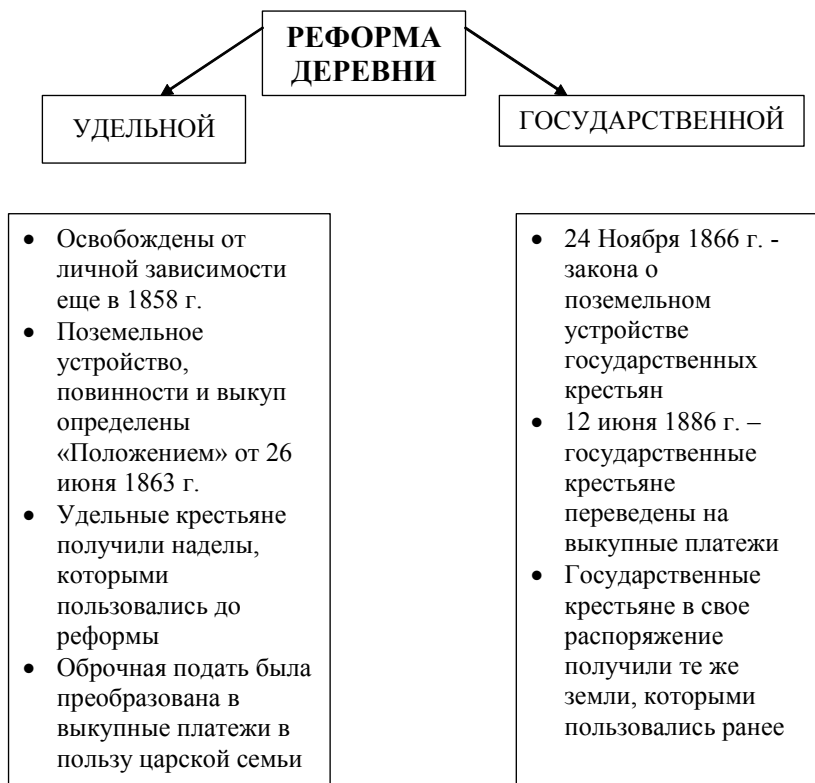 РЕФОРМА
ДЕРЕВНИ
УДЕЛЬНОЙ
ГОСУДАРСТВЕННОЙ
• Освобождены от
личной зависимости
еще в 1858 г.
• Поземельное
устройство,
повинности и выкуп
определены
«Положением» от 26
июня 1863 г.
• Удельные крестьяне
получили наделы,
которыми
пользовались до
реформы
• Оброчная подать была
преобразована в
выкупные платежи в
пользу царской семьи
• 24 Ноября 1866 г. -
закона о
поземельном
устройстве
государственных
крестьян
• 12 июня 1886 г. –
государственные
крестьяне
переведены на
выкупные платежи
• Государственные
крестьяне в свое
распоряжение
получили те же
земли, которыми
пользовались ранее